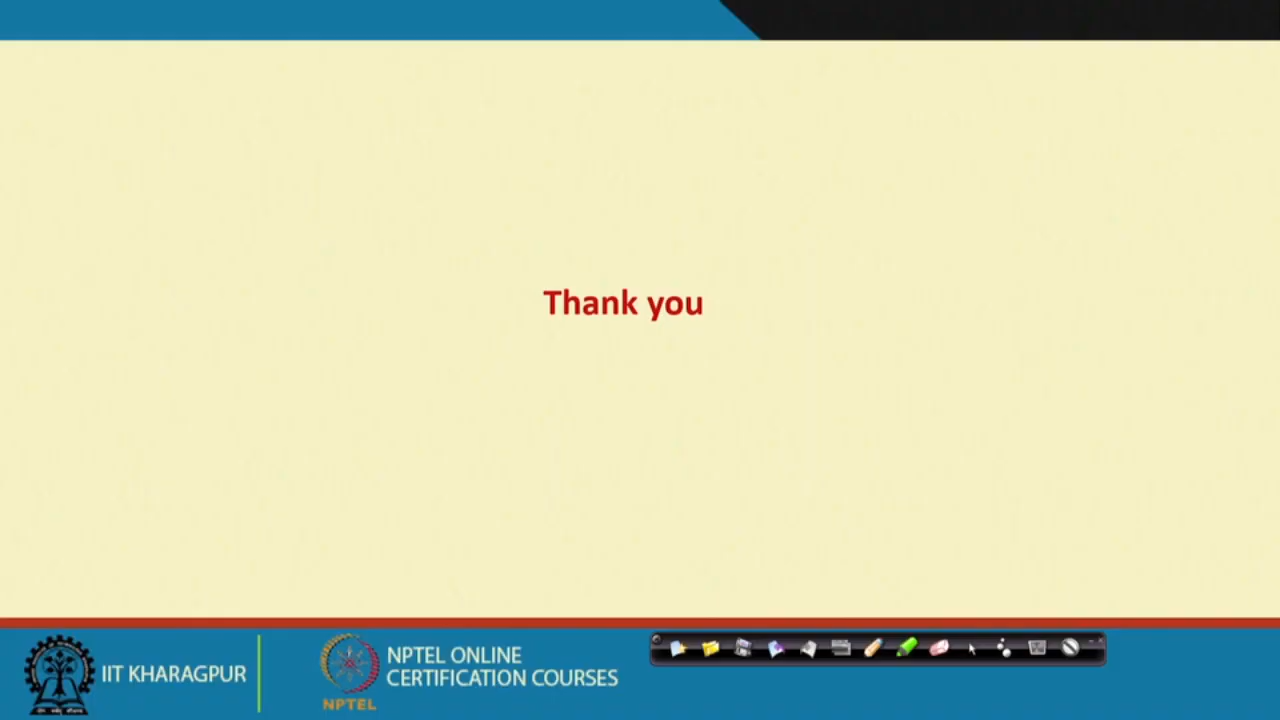 Thank you
IIT KHARAGPUR
NPTEL ONLINE
CERTIFICATION COURSES
NPTEL